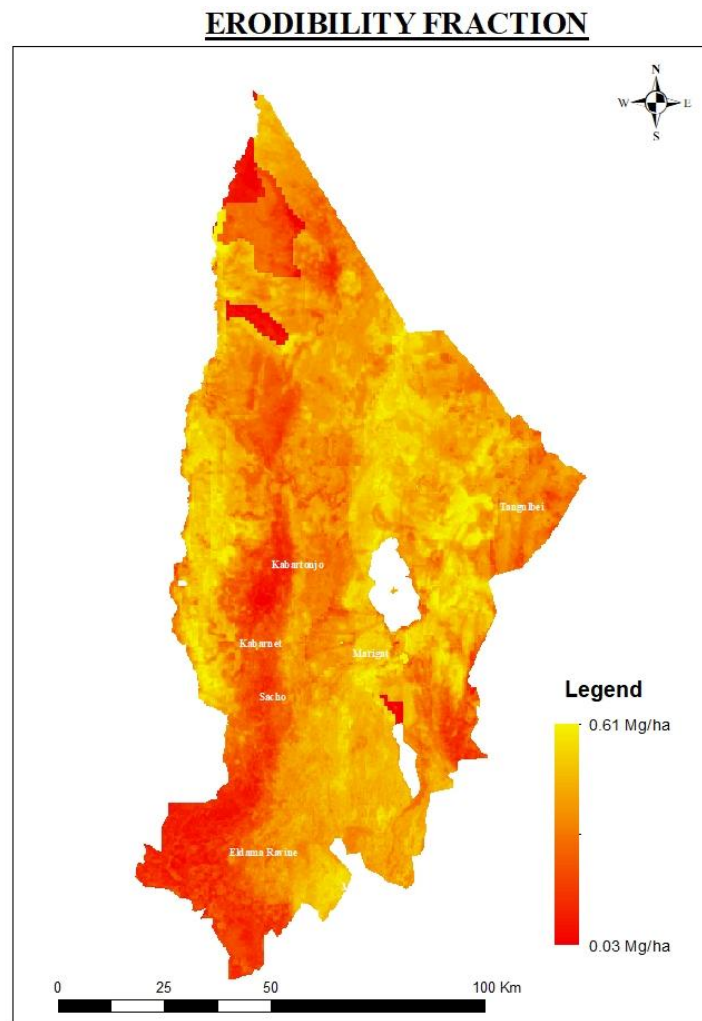 ERODIBILITY FRACTION
N
W E
S
Tangulbei
Kabartonjo
Kabarnet
Marigat
Sacho
Legend
0.61 Mg/ha
Eldama Ravine
0.03 Mg/ha
0 25 50 100 Km